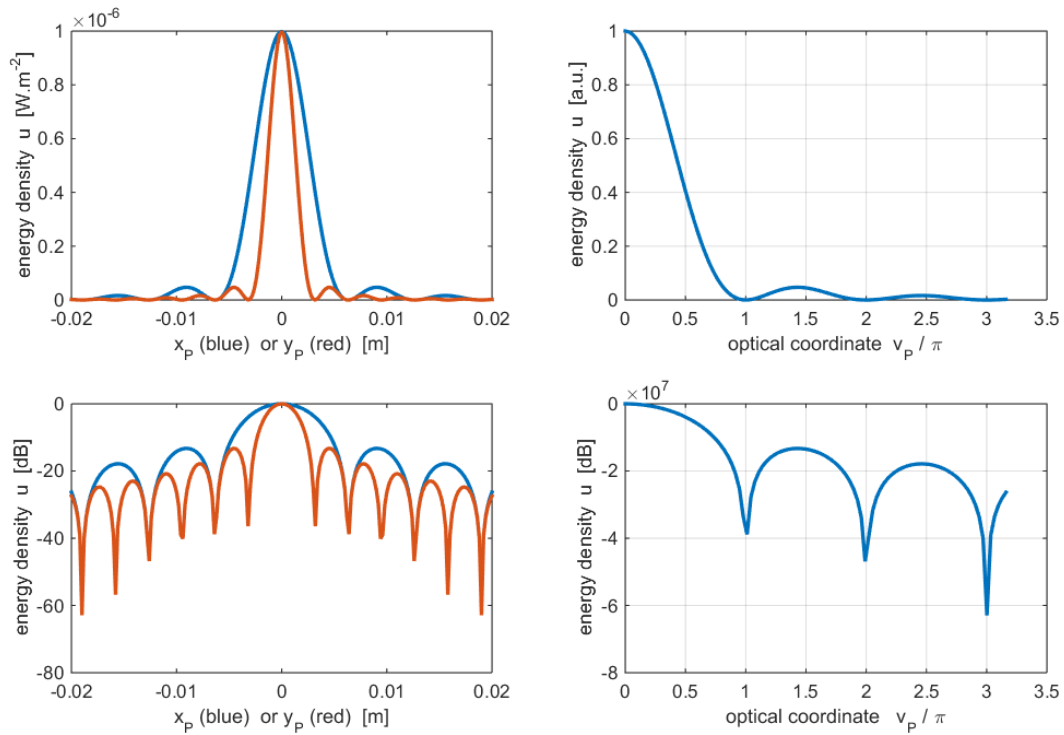 ×10⁻⁶
1
0.8
0.6
0.4
0.2
0
energy density u [W.m⁻²]
-0.02 -0.01 0 0.01 0.02
x_P (blue) or y_P (red) [m]
1
0.8
0.6
0.4
0.2
0
energy density u [a.u.]
0 0.5 1 1.5 2 2.5 3 3.5
optical coordinate v_P / π
0
-20
-40
-60
-80
energy density u [dB]
-0.02 -0.01 0 0.01 0.02
x_P (blue) or y_P (red) [m]
×10⁷
0
-2
-4
-6
-8
energy density u [dB]
0 0.5 1 1.5 2 2.5 3 3.5
optical coordinate v_P / π